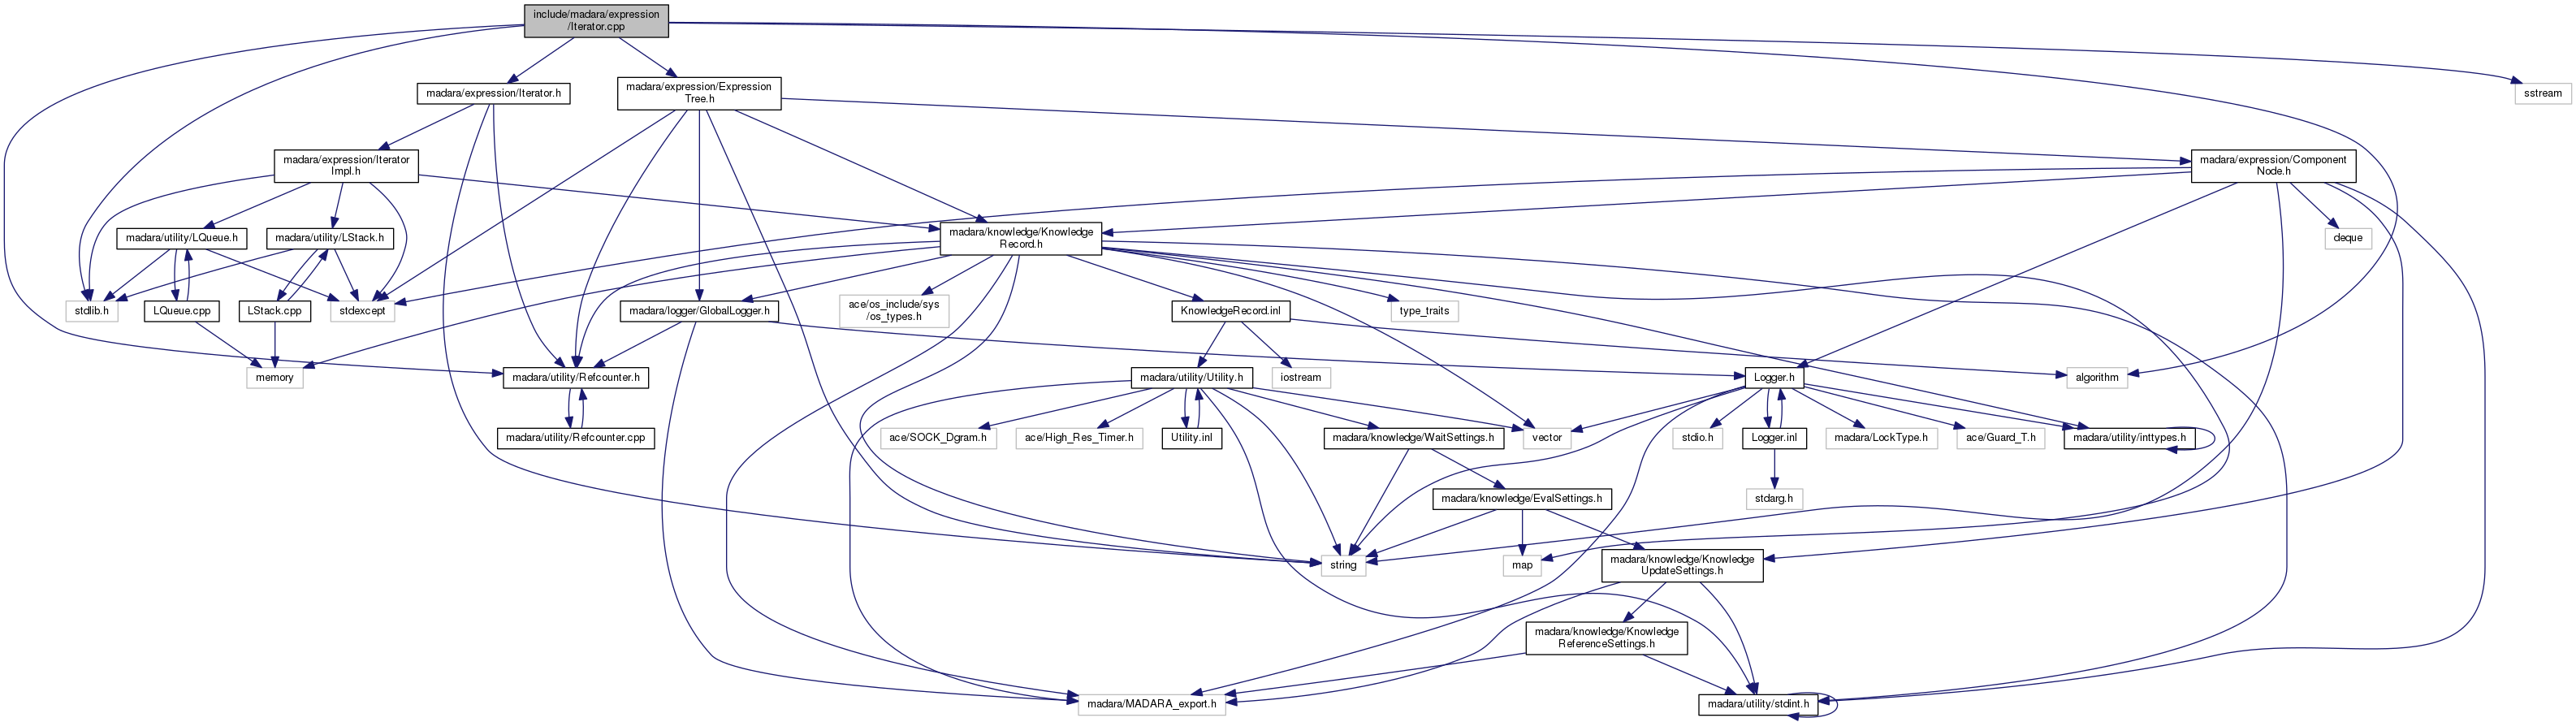 include/madara/expression
/Iterator.cpp
madara/expression/Iterator.h
madara/expression/Expression
Tree.h
sstream
madara/expression/Iterator
Impl.h
madara/expression/Component
Node.h
madara/utility/LQueue.h
madara/utility/LStack.h
madara/knowledge/Knowledge
Record.h
deque
stdlib.h
LQueue.cpp
LStack.cpp
stdexcept
madara/logger/GlobalLogger.h
ace/os_include/sys
/os_types.h
KnowledgeRecord.inl
type_traits
memory
madara/utility/Refcounter.h
madara/utility/Utility.h
iostream
Logger.h
algorithm
madara/utility/Refcounter.cpp
ace/SOCK_Dgram.h
ace/High_Res_Timer.h
Utility.inl
madara/knowledge/WaitSettings.h
vector
stdio.h
Logger.inl
madara/LockType.h
ace/Guard_T.h
madara/utility/inttypes.h
madara/knowledge/EvalSettings.h
stdarg.h
string
map
madara/knowledge/Knowledge
UpdateSettings.h
madara/knowledge/Knowledge
ReferenceSettings.h
madara/MADARA_export.h
madara/utility/stdint.h